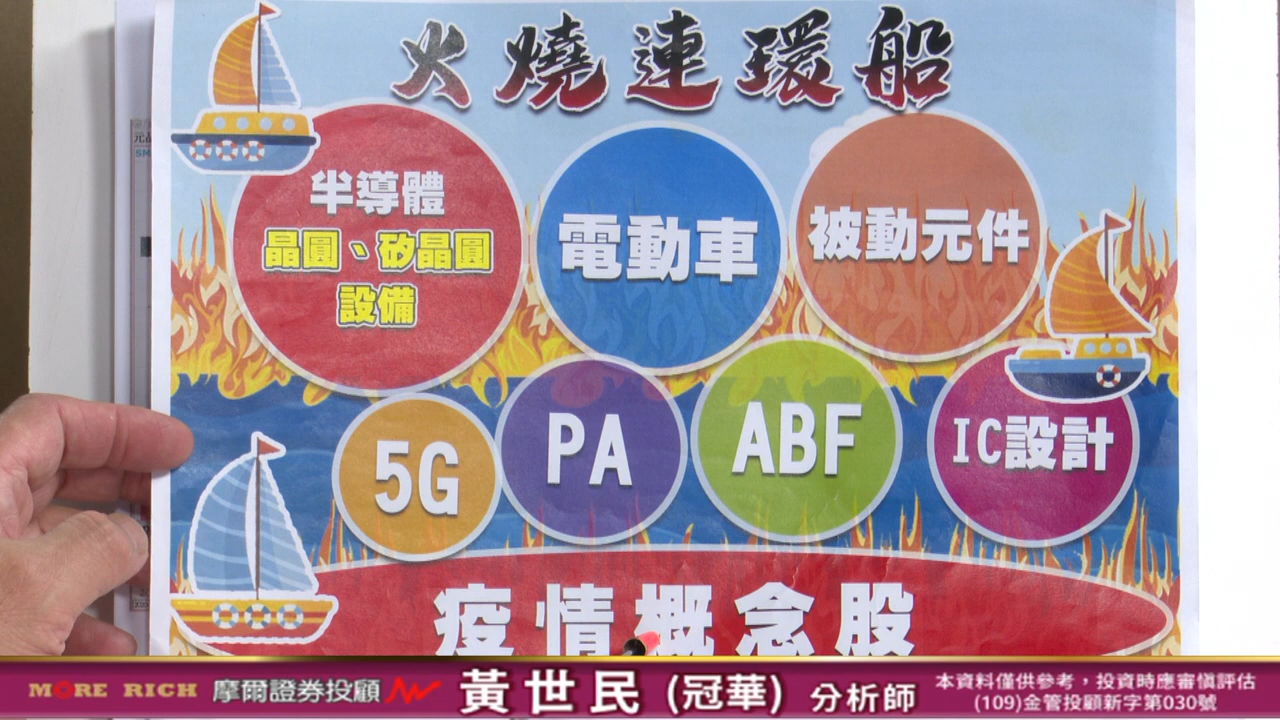 火燒連環船
半導體
晶圓、矽晶圓
設備
電動車
被動元件
5G
PA
ABF
IC設計
疫情概念股
MORE RICH 摩爾證券投顧 黃世民(冠華) 分析師
本資料僅供參考，投資時應審慎評估
(109)金管投顧新字第030號